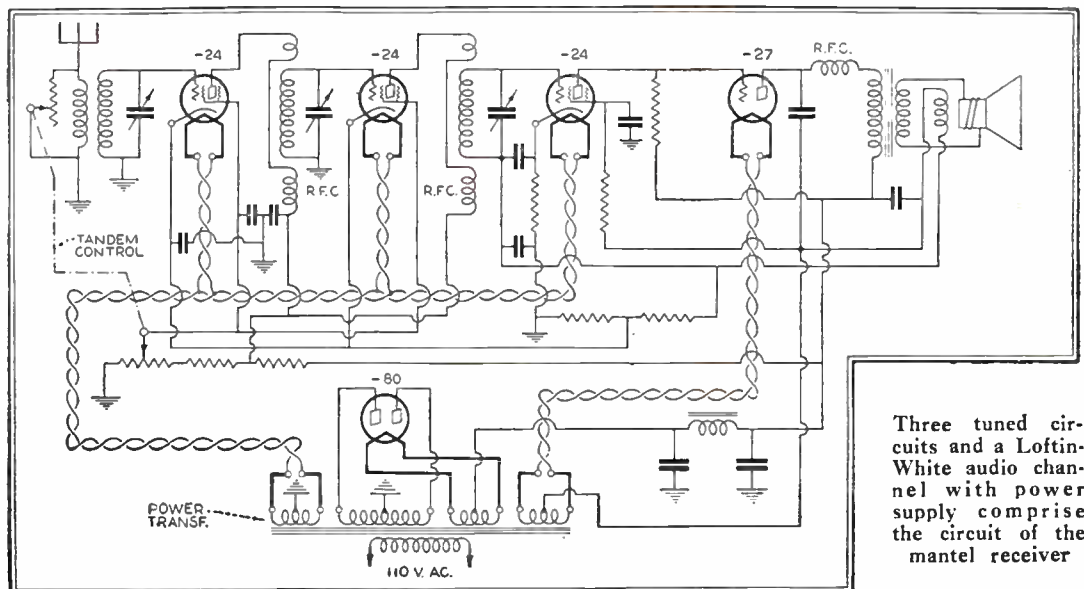 -24
-24
-24
-27
R.F.C.
R.F.C
R.F.C.
TANDEM
CONTROL
-80
POWER
TRANSF.
110 V. AC.
Three tuned cir-
cuits and a Loftin-
White audio chan-
nel with power
supply comprise
the circuit of the
mantel receiver